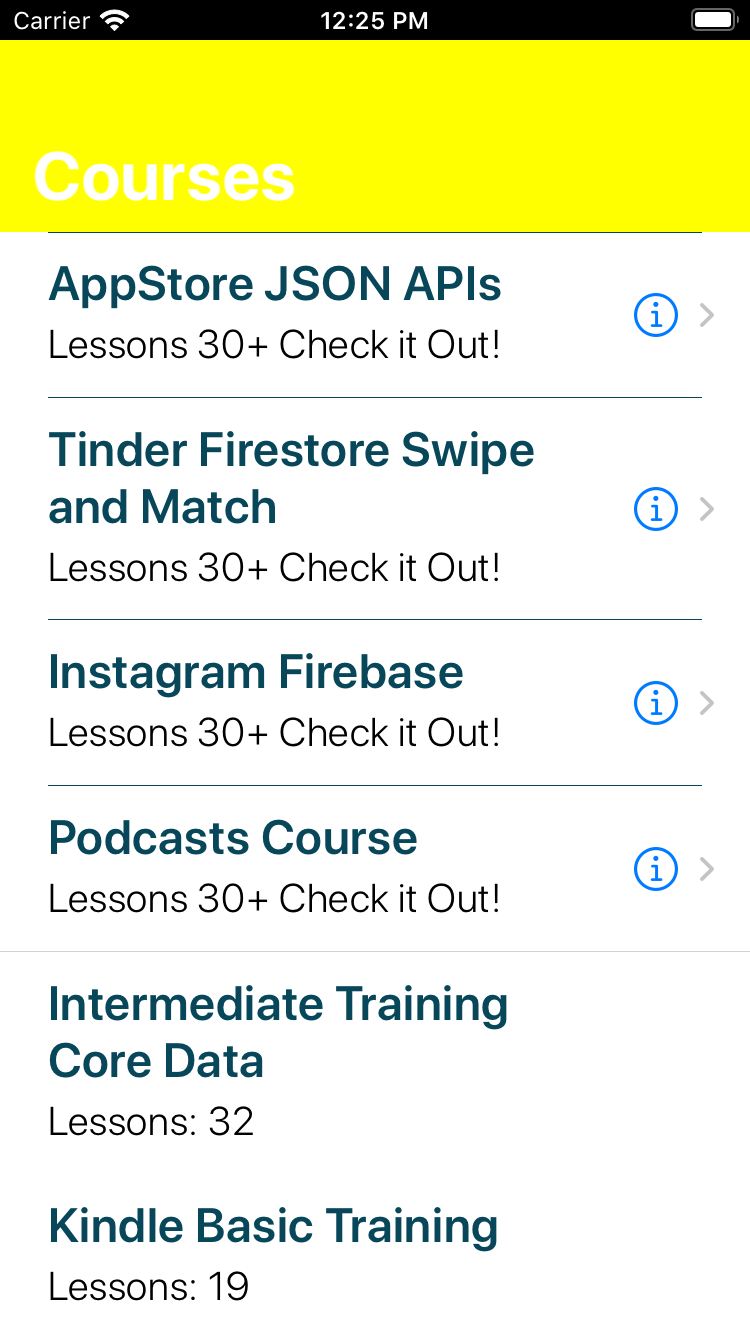 Carrier 12:25 PM
Courses
AppStore JSON APIs
Lessons 30+ Check it Out!
Tinder Firestore Swipe
and Match
Lessons 30+ Check it Out!
Instagram Firebase
Lessons 30+ Check it Out!
Podcasts Course
Lessons 30+ Check it Out!
Intermediate Training
Core Data
Lessons: 32
Kindle Basic Training
Lessons: 19